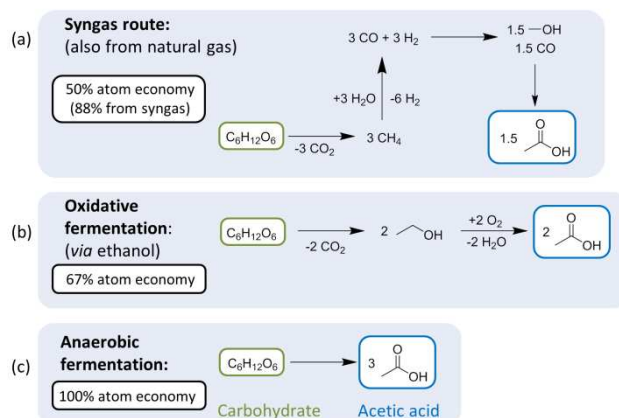 (a)
Syngas route:
(also from natural gas)
50% atom economy
(88% from syngas)
3 CO + 3 H₂
1.5 —OH
1.5 CO
+3 H₂O -6 H₂
C₆H₁₂O₆
-3 CO₂
3 CH₄
1.5 O OH
(b)
Oxidative
fermentation:
(via ethanol)
67% atom economy
C₆H₁₂O₆
-2 CO₂
2 OH
+2 O₂
-2 H₂O
2 O OH
(c)
Anaerobic
fermentation:
100% atom economy
C₆H₁₂O₆
3 O OH
Carbohydrate Acetic acid